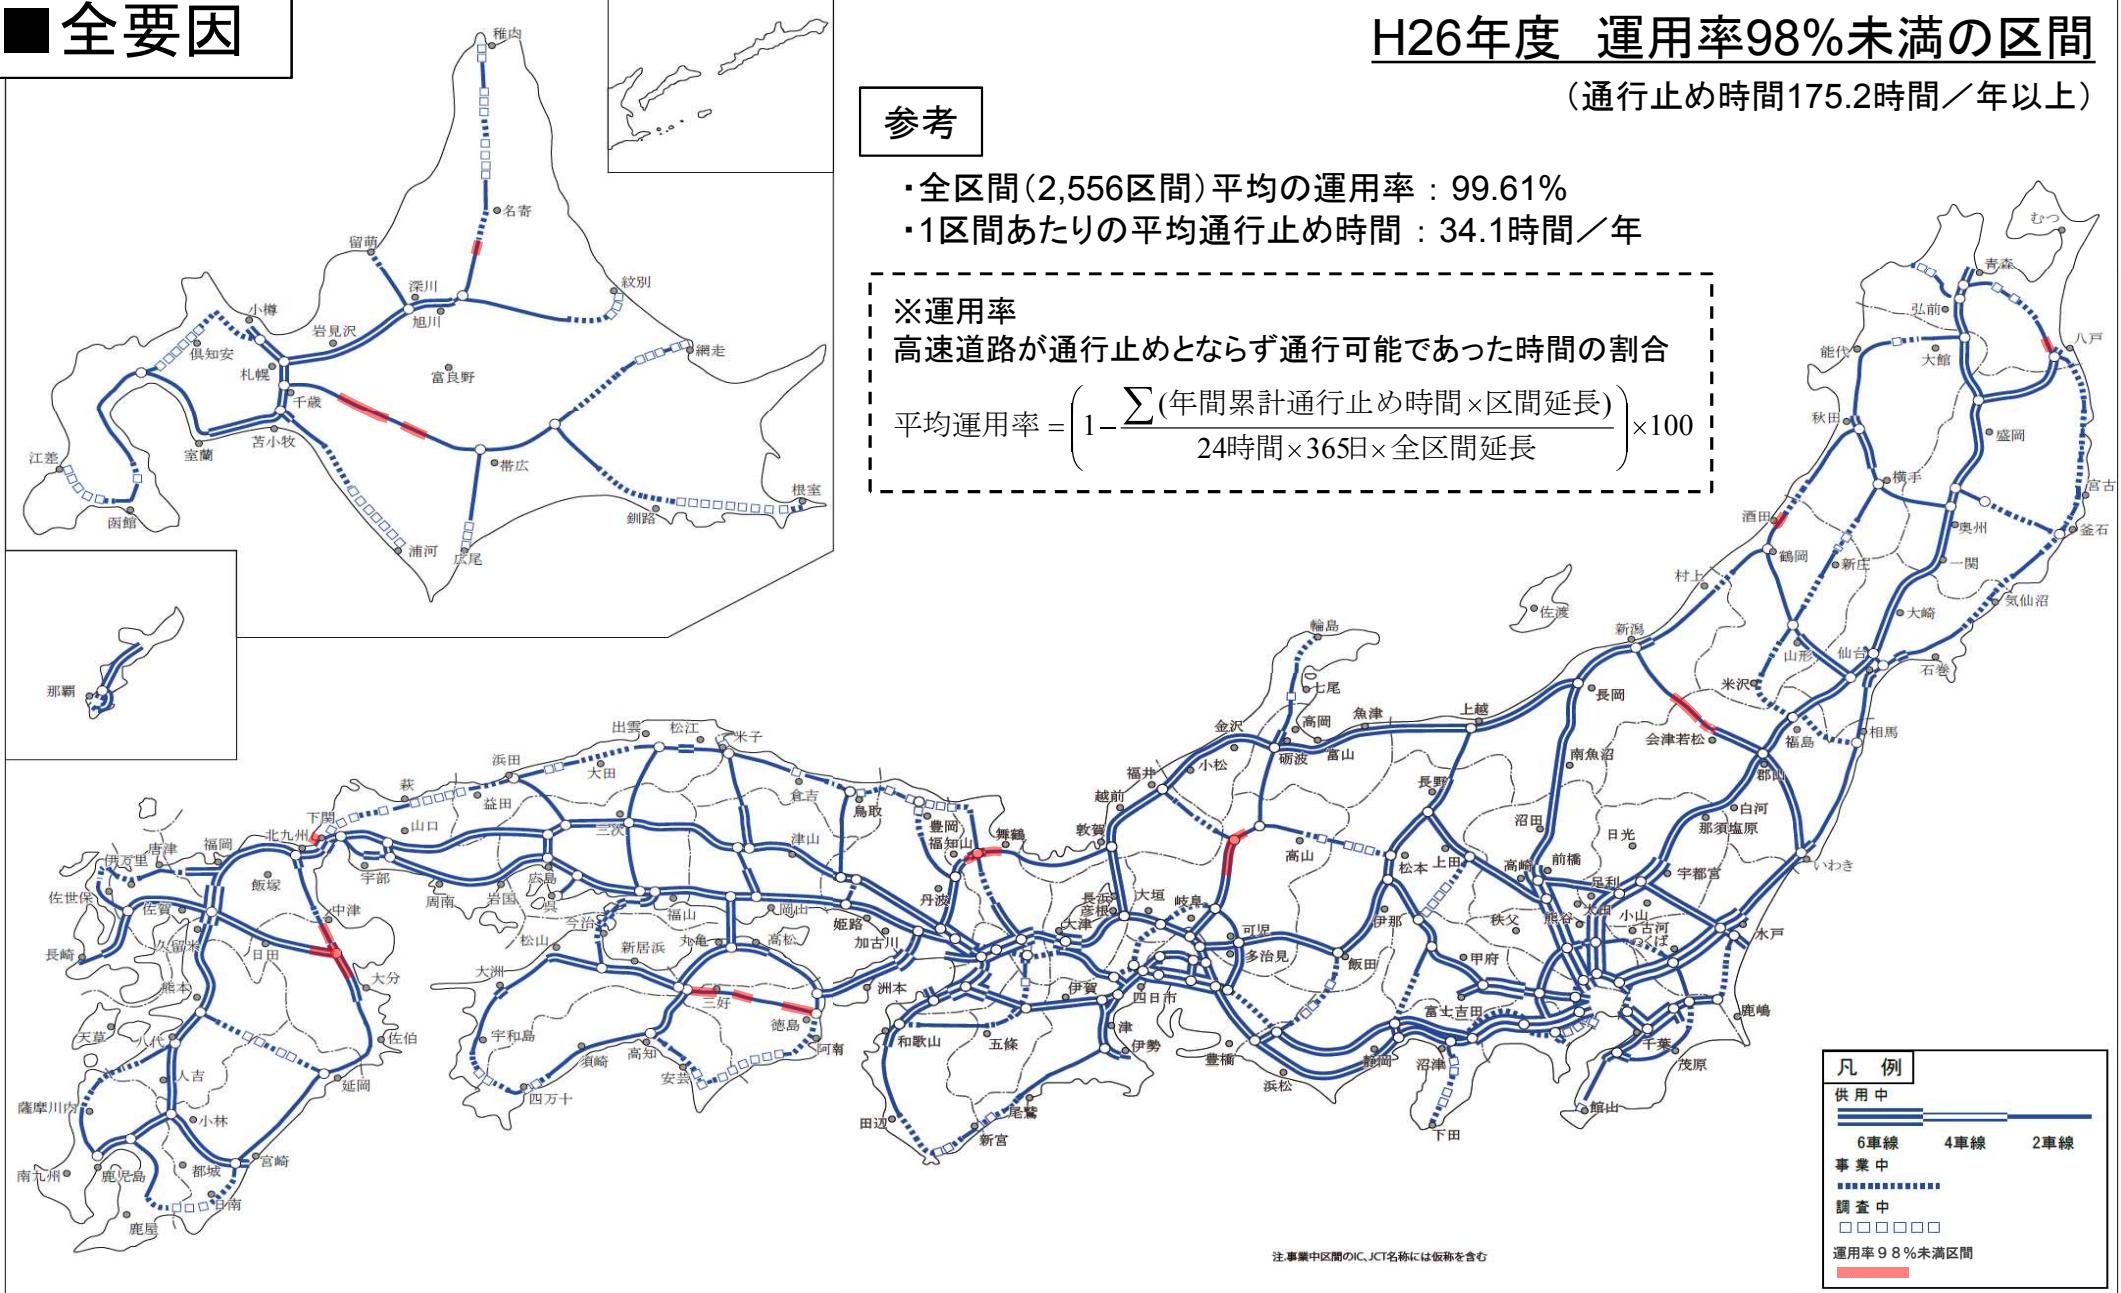 ■全要因
H26年度 運用率98%未満の区間
（通行止め時間175.2時間／年以上）
参考
・全区間（2,556区間）平均の運用率：99.61%
・1区間あたりの平均通行止め時間：34.1時間／年
※運用率
高速道路が通行止めとならず通行可能であった時間の割合
平均運用率＝(1−∑(年間累計通行止め時間×区間延長)/24時間×365日×全区間延長)×100
稚内
名寄
留萌
紋別
深川
旭川
小樽
岩見沢
倶知安
札幌
富良野
網走
千歳
苫小牧
室蘭
帯広
江差
函館
釧路
根室
浦河
広尾
那覇
むつ
青森
弘前
八戸
能代
大館
秋田
盛岡
横手
宮古
酒田
奥州
釜石
鶴岡
新庄
一関
村上
気仙沼
佐渡
大崎
新潟
山形
仙台
石巻
米沢
長岡
会津若松
福島
相馬
輪島
七尾
高岡
魚津
上越
金沢
砺波
富山
南魚沼
郡山
小松
福井
長野
白河
那須塩原
越前
沼田
日光
いわき
敦賀
高山
松本
上田
高崎
前橋
宇都宮
足利
太田
小山
古河
つくば
水戸
熊谷
秩父
出雲
松江
米子
浜田
大田
倉吉
鳥取
豊岡
福知山
舞鶴
萩
益田
下関
北九州
山口
三次
津山
福岡
唐津
伊万里
飯塚
宇部
広島
周南
岩国
呉
今治
福山
岡山
姫路
丹波
加古川
長浜
彦根
大津
大垣
岐阜
可児
多治見
伊那
飯田
甲府
佐世保
佐賀
中津
長崎
久留米
日田
大分
松山
新居浜
丸亀
高松
大洲
三好
徳島
洲本
伊賀
四日市
富士吉田
鹿嶋
熊本
天草
八代
佐伯
宇和島
須崎
高知
安芸
阿南
和歌山
五條
津
伊勢
豊橋
浜松
静岡
沼津
千葉
茂原
人吉
延岡
四万十
薩摩川内
小林
田辺
新宮
尾鷲
下田
館山
南九州
鹿児島
都城
宮崎
日南
鹿屋
注.事業中区間のIC、JCT名称には仮称を含む
凡 例
供用中
6車線 4車線 2車線
事業中
調査中
運用率98%未満区間